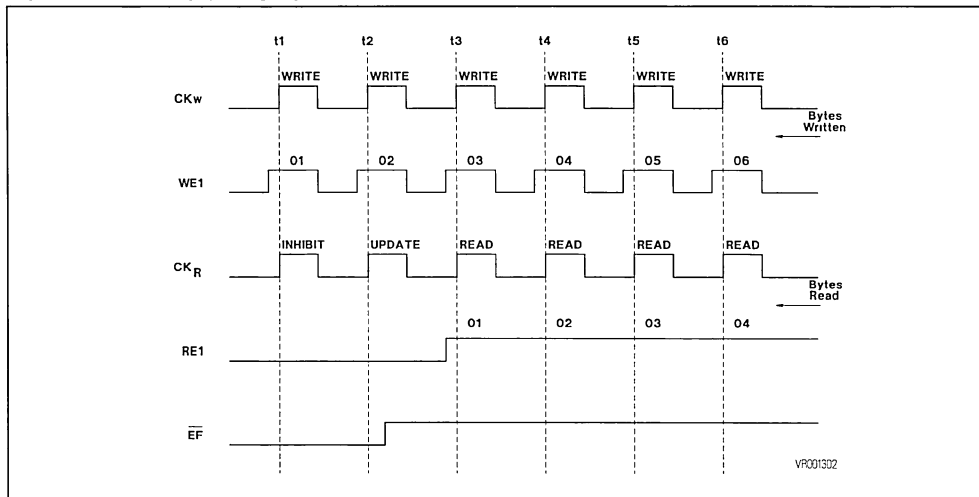 t1 t2 t3 t4 t5 t6
WRITE WRITE WRITE WRITE WRITE WRITE
CKW
Bytes
Written
01 02 03 04 05 06
WE1
INHIBIT UPDATE READ READ READ READ
CKR
Bytes
Read
01 02 03 04
RE1
EF
VR001302